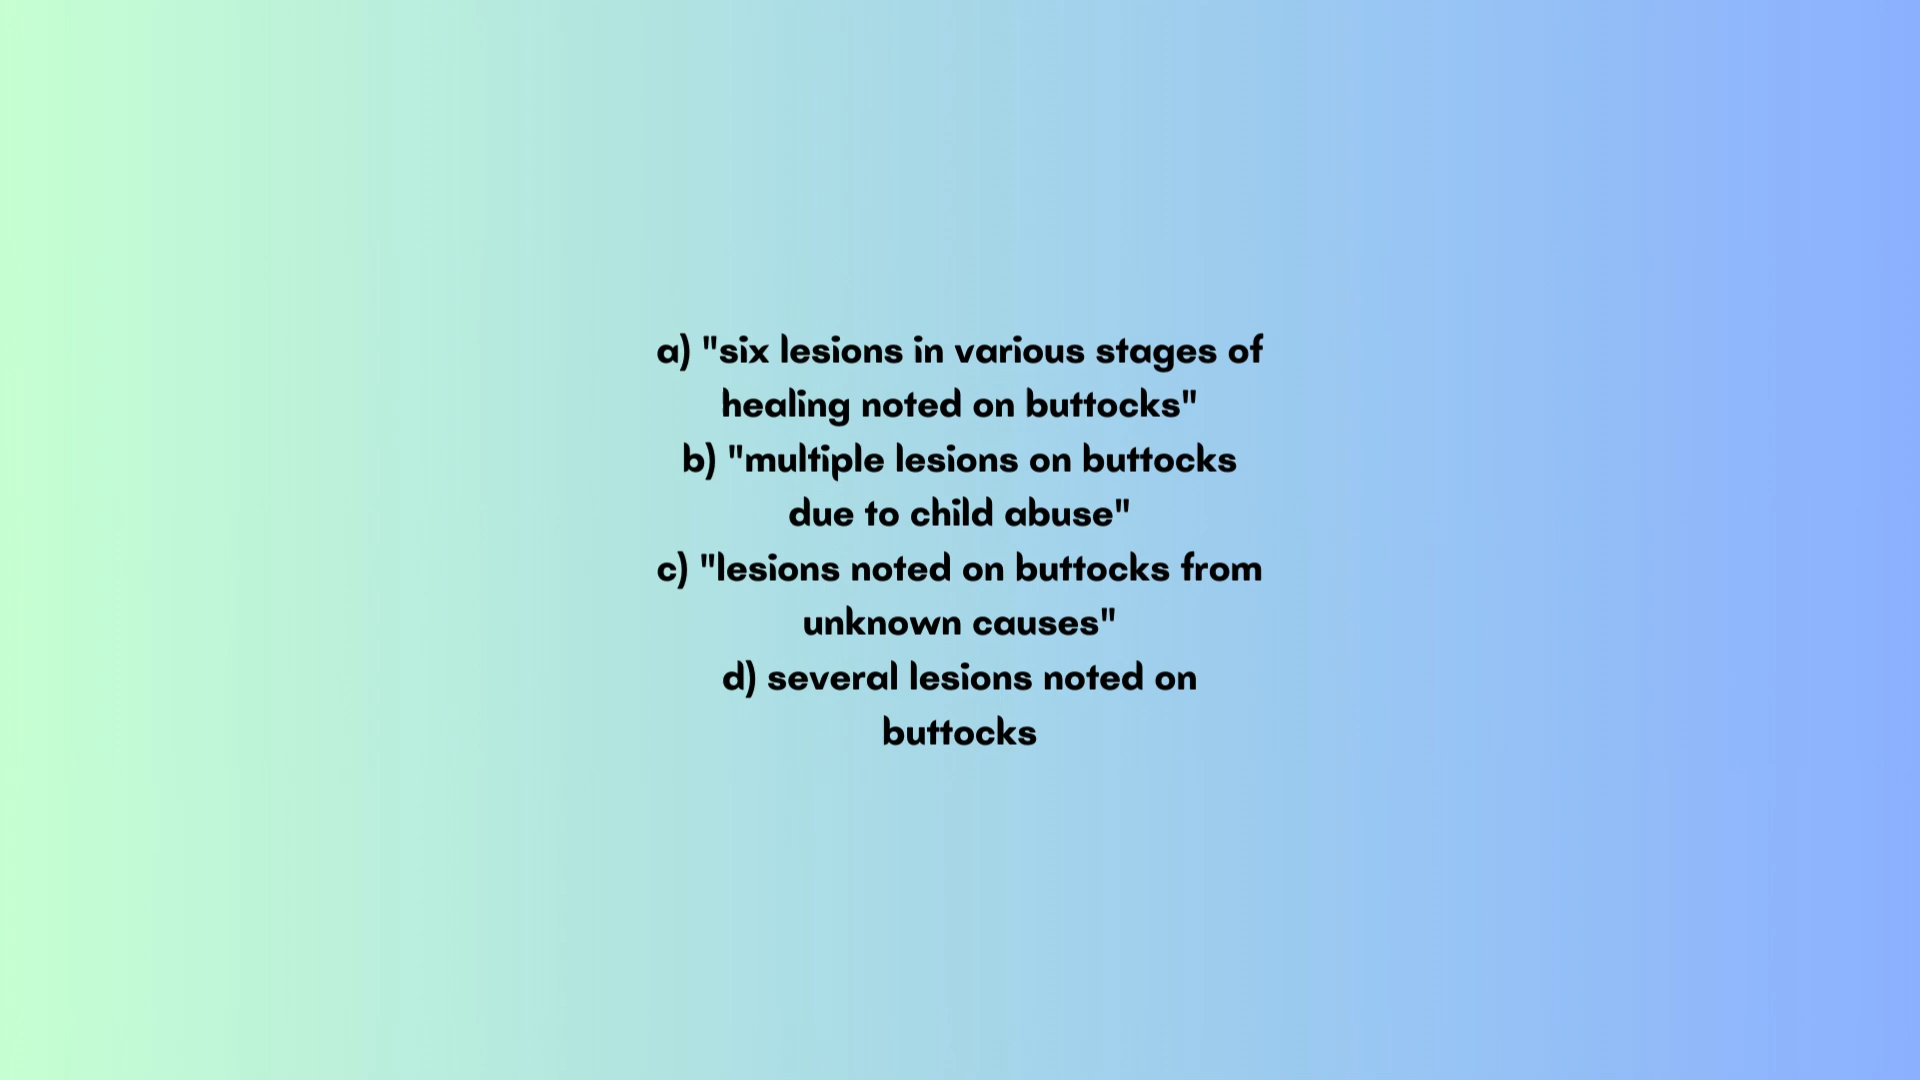 a) "six lesions in various stages of
healing noted on buttocks"
b) "multiple lesions on buttocks
due to child abuse"
c) "lesions noted on buttocks from
unknown causes"
d) several lesions noted on
buttocks